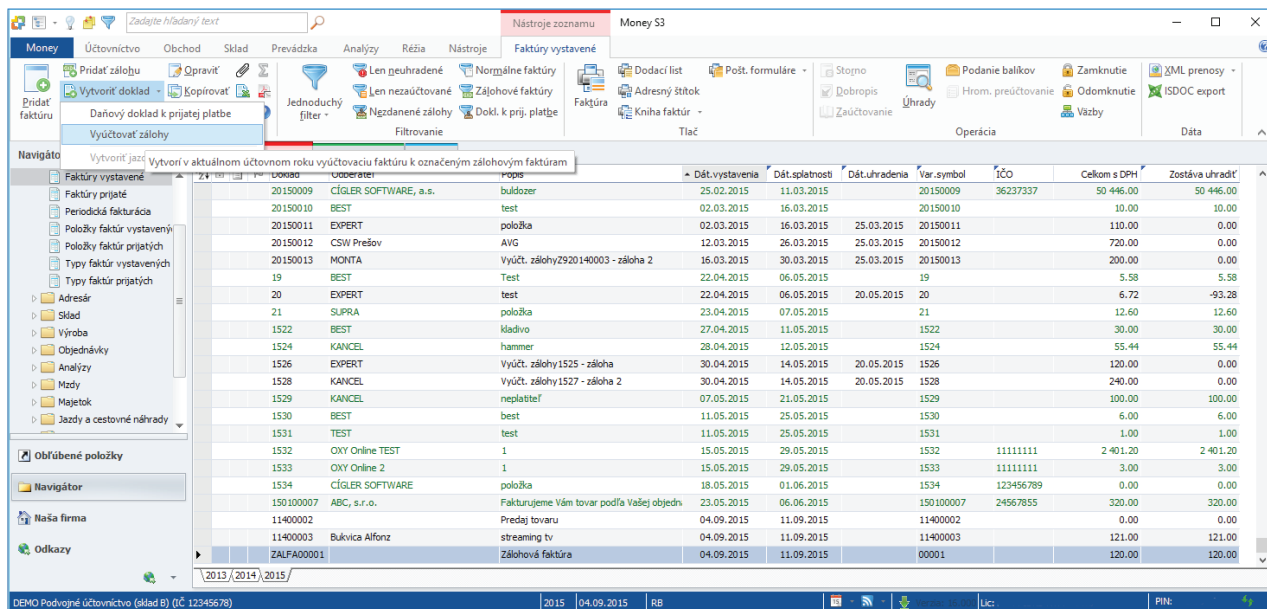 Zadajte hľadaný text
Nástroje zoznamu
Money S3
Money Účtovníctvo Obchod Sklad Prevádzka Analýzy Réžia Nástroje Faktúry vystavené
Pridať faktúru
Pridať zálohu
Vytvoriť doklad
Opraviť
Kopírovať
Jednoduchý filter
Len neuhradené
Len nezaúčtované
Nezdanené zálohy
Normálne faktúry
Zálohové faktúry
Dokl. k prij. platbe
Filtrovanie
Faktúra
Dodací list
Adresný štítok
Kniha faktúr
Pošt. formuláre
Tlač
Storno
Dobropis
Zaúčtovanie
Úhrady
Podanie balíkov
Hrom. preúčtovanie
Zamknutie
Odomknutie
Väzby
Operácia
XML prenosy
ISDOC export
Dáta
Daňový doklad k prijatej platbe
Vyúčtovať zálohy
Vytvoriť jazd
Vytvorí v aktuálnom účtovnom roku vyúčtovaciu faktúru k označeným zálohovým faktúram
Navigáto
Faktúry vystavené
Faktúry prijaté
Periodická fakturácia
Položky faktúr vystavený
Položky faktúr prijatých
Typy faktúr vystavených
Typy faktúr prijatých
Adresár
Sklad
Výroba
Objednávky
Analýzy
Mzdy
Majetok
Jazdy a cestovné náhrady
Obľúbené položky
Navigátor
Naša firma
Odkazy
Doklad Odberateľ Popis Dát.vystavenia Dát.splatnosti Dát.uhradenia Var.symbol IČO Celkom s DPH Zostáva uhradiť
20150009 CÍGLER SOFTWARE, a.s. buldozer 25.02.2015 11.03.2015 20150009 36237337 50 446.00 50 446.00
20150010 BEST test 02.03.2015 16.03.2015 20150010 10.00 10.00
20150011 EXPERT položka 02.03.2015 16.03.2015 25.03.2015 20150011 110.00 0.00
20150012 CSW Prešov AVG 12.03.2015 26.03.2015 25.03.2015 20150012 720.00 0.00
20150013 MONTA Vyúčt. zálohyZ920140003 - záloha 2 16.03.2015 30.03.2015 25.03.2015 20150013 200.00 0.00
19 BEST Test 22.04.2015 06.05.2015 19 5.58 5.58
20 EXPERT test 22.04.2015 06.05.2015 20.05.2015 20 6.72 -93.28
21 SUPRA položka 23.04.2015 07.05.2015 21 12.60 12.60
1522 BEST kladivo 27.04.2015 11.05.2015 1522 30.00 30.00
1524 KANCEL hammer 28.04.2015 12.05.2015 1524 55.44 55.44
1526 EXPERT Vyúčt. zálohy1525 - záloha 30.04.2015 14.05.2015 20.05.2015 1526 120.00 0.00
1528 KANCEL Vyúčt. zálohy1527 - záloha 2 30.04.2015 14.05.2015 20.05.2015 1528 240.00 0.00
1529 KANCEL neplatiteľ 07.05.2015 21.05.2015 1529 100.00 100.00
1530 BEST best 11.05.2015 25.05.2015 1530 6.00 6.00
1531 TEST test 11.05.2015 25.05.2015 1531 1.00 1.00
1532 OXY Online TEST 1 15.05.2015 29.05.2015 1532 11111111 2 401.20 2 401.20
1533 OXY Online 2 1 15.05.2015 29.05.2015 1533 11111111 3.00 3.00
1534 CÍGLER SOFTWARE položka 18.05.2015 01.06.2015 1534 123456789 0.00 0.00
150100007 ABC, s.r.o. Fakturujeme Vám tovar podľa Vašej objedn 23.05.2015 06.06.2015 150100007 24567855 320.00 320.00
11400002 Predaj tovaru 04.09.2015 11.09.2015 11400002 0.00 0.00
11400003 Bukvica Alfonz streaming tv 04.09.2015 11.09.2015 11400003 121.00 121.00
ZALFA00001 Zálohová faktúra 04.09.2015 11.09.2015 00001 120.00 120.00
2013 2014 2015
DEMO Podvojné účtovníctvo (sklad B) (IČ 12345678) 2015 04.09.2015 RB 15 Lic: PIN: